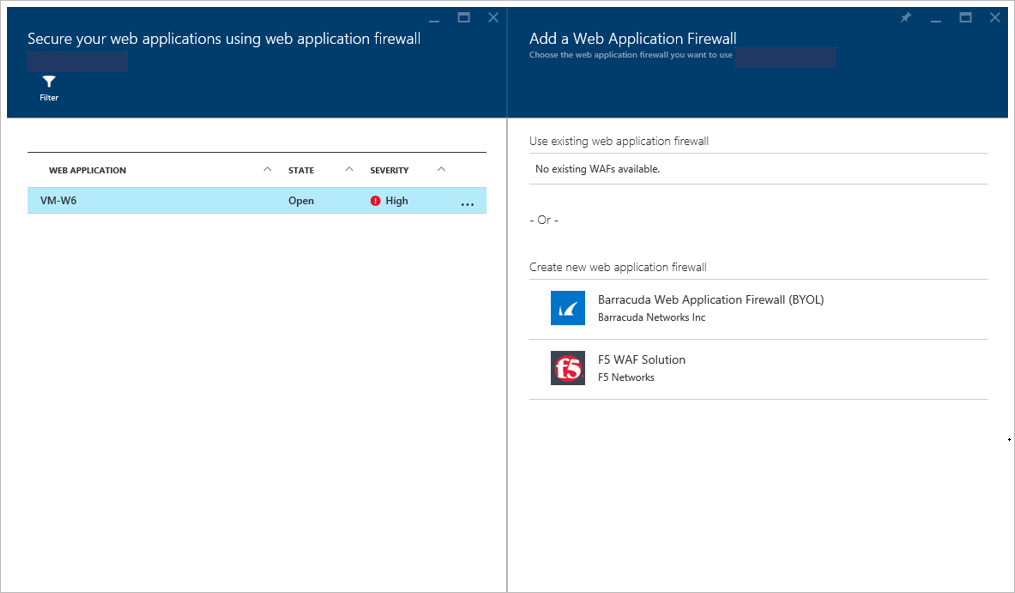 Secure your web applications using web application firewall
Filter
WEB APPLICATION STATE SEVERITY
VM-W6 Open ! High ...
Add a Web Application Firewall
Choose the web application firewall you want to use
Use existing web application firewall
No existing WAFs available.
- Or -
Create new web application firewall
Barracuda Web Application Firewall (BYOL)
Barracuda Networks Inc
f5
F5 WAF Solution
F5 Networks